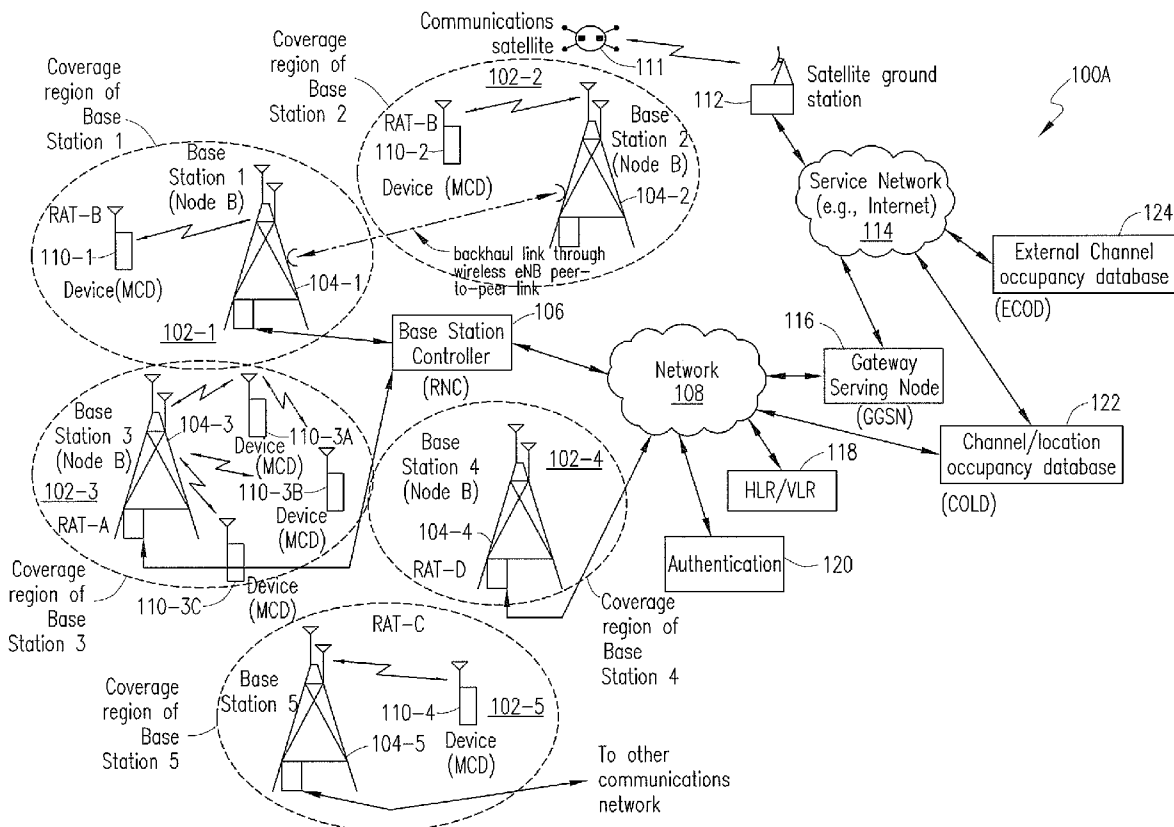 Communications
satellite
111
Coverage
region of
Base
Station 2
Coverage
region of
Base
Station 1
102-2
112
Satellite ground
station
100A
RAT-B
110-2
Device (MCD)
Base
Station 2
(Node B)
104-2
Base
Station 1
(Node B)
RAT-B
110-1
Device(MCD)
104-1
102-1
backhaul link through
wireless eNB peer-
to-peer link
Service Network
(e.g., Internet)
114
124
External Channel
occupancy database
(ECOD)
106
Base Station
Controller
(RNC)
Network
108
116
Gateway
Serving Node
(GGSN)
122
Channel/location
occupancy database
(COLD)
118
HLR/VLR
Authentication
120
Base
Station 3
(Node B)
104-3
102-3
RAT-A
Device
(MCD)
110-3A
110-3B
Device
(MCD)
110-3C
Device
(MCD)
Coverage
region of
Base
Station 3
Base
Station 4
(Node B)
102-4
104-4
RAT-D
Coverage
region of
Base
Station 4
RAT-C
Base
Station 5
110-4
102-5
Device
(MCD)
104-5
Coverage
region of
Base
Station 5
To other
communications
network